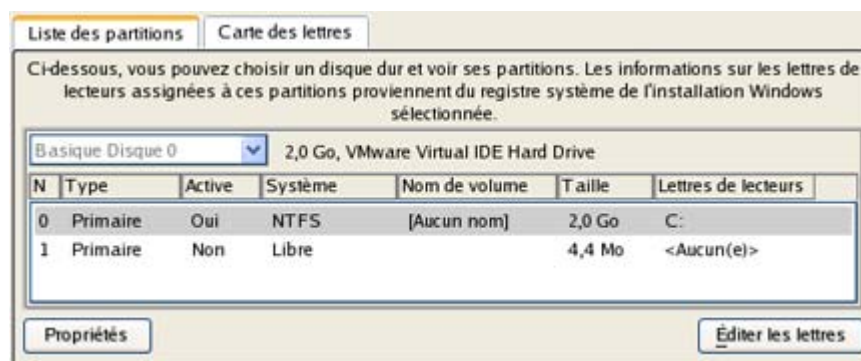 Liste des partitions Carte des lettres
Ci-dessous, vous pouvez choisir un disque dur et voir ses partitions. Les informations sur les lettres de
lecteurs assignées à ces partitions proviennent du registre système de l'installation Windows
sélectionnée.
Basique Disque 0 2,0 Go, VMware Virtual IDE Hard Drive
N Type Active Système Nom de volume Taille Lettres de lecteurs
0 Primaire Oui NTFS [Aucun nom] 2,0 Go C:
1 Primaire Non Libre 4,4 Mo <Aucun(e)>
Propriétés Éditer les lettres